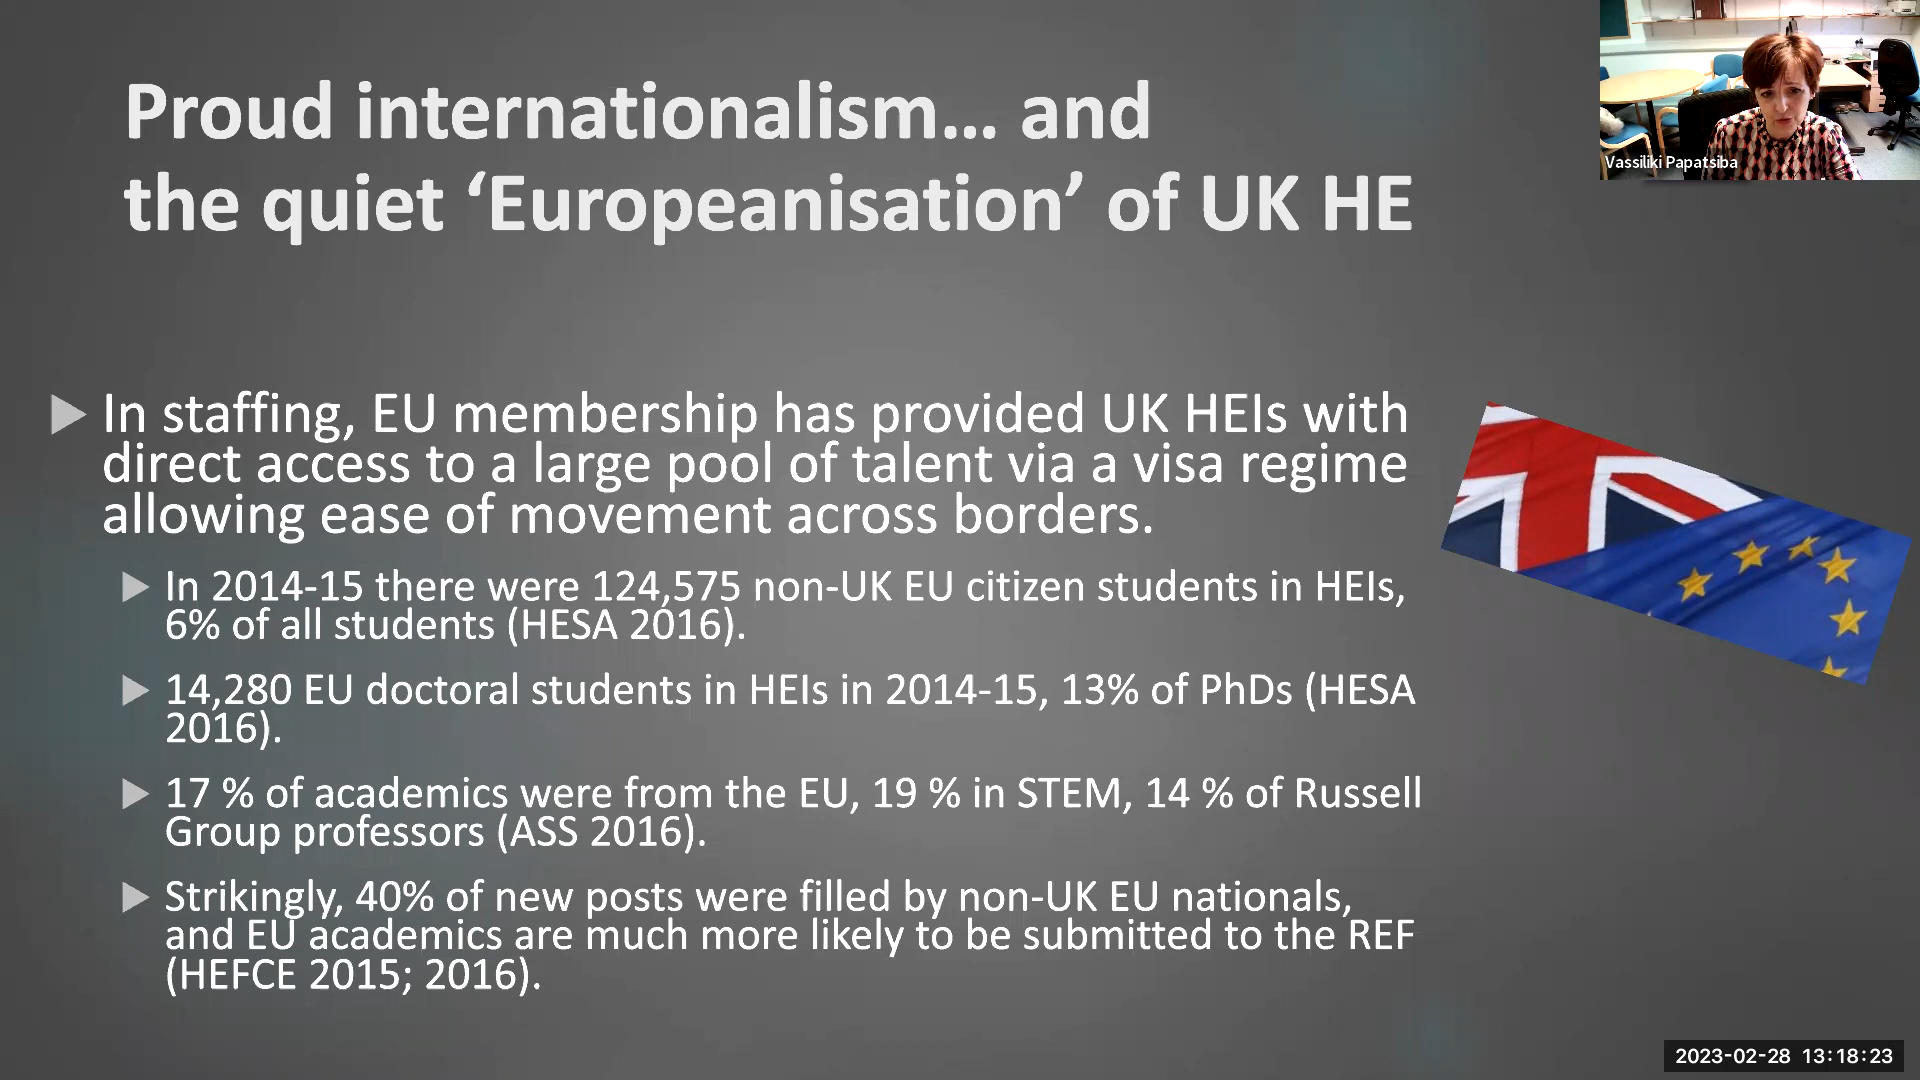 Proud internationalism... and
the quiet ‘Europeanisation’ of UK HE
Vassiliki Papatsiba
In staffing, EU membership has provided UK HEIs with
direct access to a large pool of talent via a visa regime
allowing ease of movement across borders.
In 2014-15 there were 124,575 non-UK EU citizen students in HEIs,
6% of all students (HESA 2016).
14,280 EU doctoral students in HEIs in 2014-15, 13% of PhDs (HESA
2016).
17 % of academics were from the EU, 19 % in STEM, 14 % of Russell
Group professors (ASS 2016).
Strikingly, 40% of new posts were filled by non-UK EU nationals,
and EU academics are much more likely to be submitted to the REF
(HEFCE 2015; 2016).
2023-02-28 13:18:23